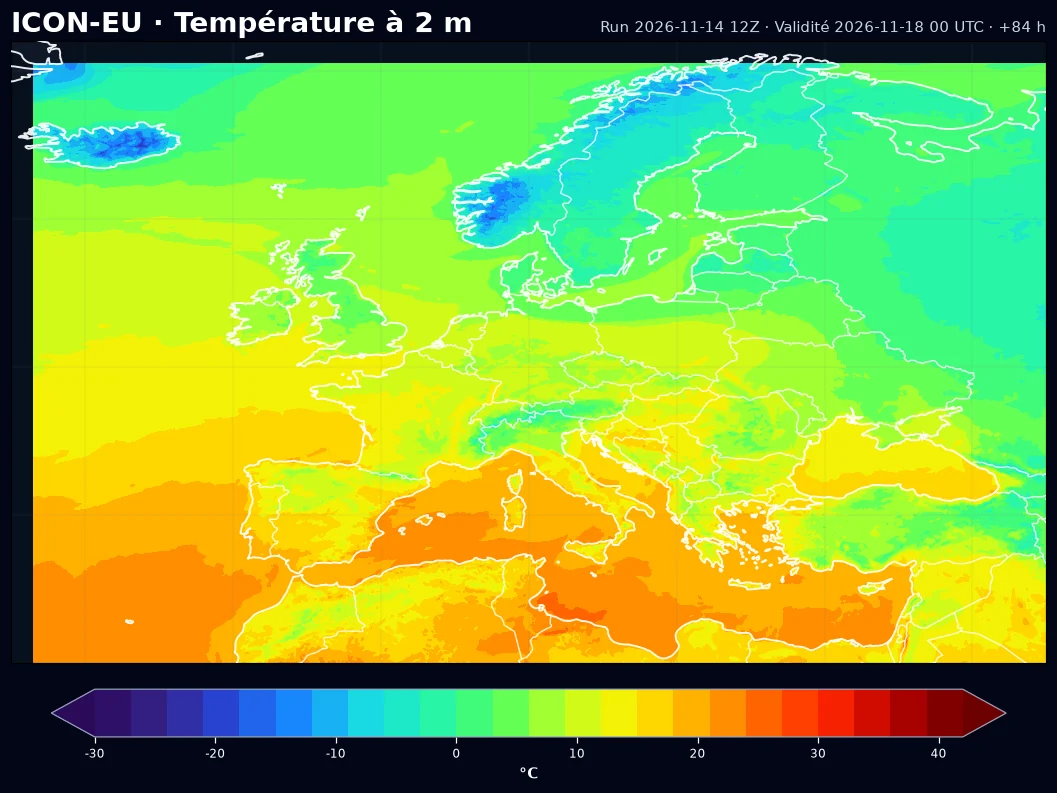 ICON-EU · Température à 2 m
Run 2026-11-14 12Z · Validité 2026-11-18 00 UTC · +84 h
-30 -20 -10 0 10 20 30 40
°C